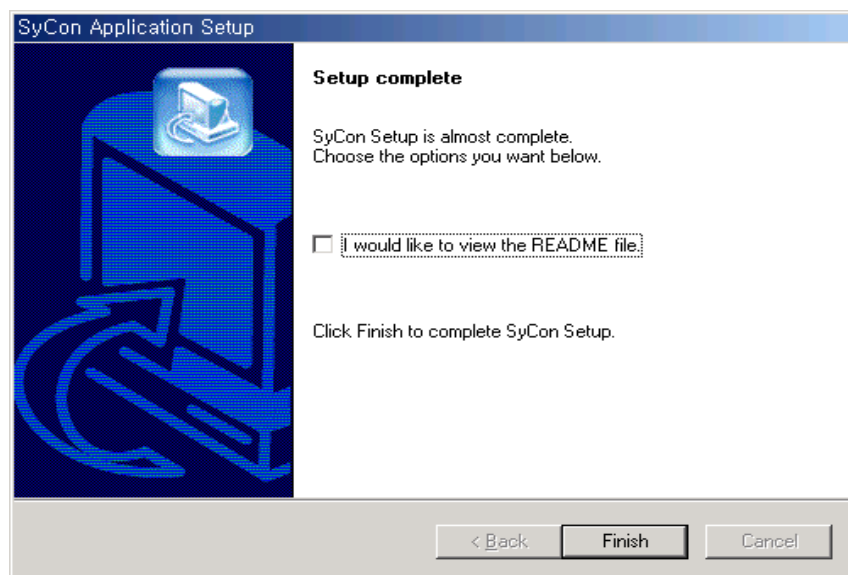 SyCon Application Setup
Setup complete
SyCon Setup is almost complete.
Choose the options you want below.
I would like to view the README file.
Click Finish to complete SyCon Setup.
< Back
Finish
Cancel